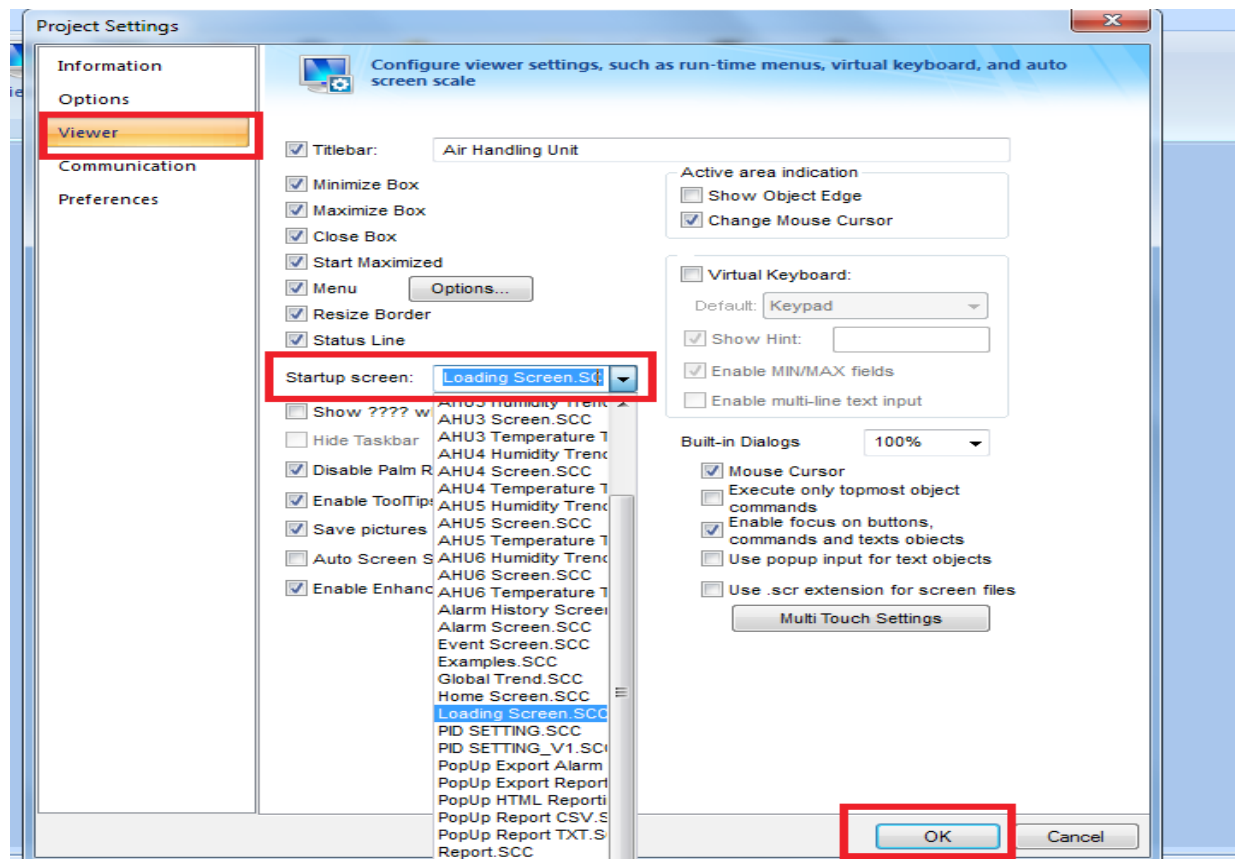 Project Settings
Information
Options
Viewer
Communication
Preferences
Configure viewer settings, such as run-time menus, virtual keyboard, and auto
screen scale
Titlebar: Air Handling Unit
Minimize Box
Maximize Box
Close Box
Start Maximized
Menu Options...
Resize Border
Status Line
Startup screen: Loading Screen.SC
Show ???? w
Hide Taskbar
Disable Palm R
Enable ToolTip
Save pictures
Auto Screen S
Enable Enhanc
AHU3 Humidity Trend
AHU3 Screen.SCC
AHU3 Temperature T
AHU4 Humidity Trend
AHU4 Screen.SCC
AHU4 Temperature T
AHU5 Humidity Trend
AHU5 Screen.SCC
AHU5 Temperature T
AHU6 Humidity Trend
AHU6 Screen.SCC
AHU6 Temperature T
Alarm History Screen
Alarm Screen.SCC
Event Screen.SCC
Examples.SCC
Global Trend.SCC
Home Screen.SCC
Loading Screen.SCC
PID SETTING.SCC
PID SETTING_V1.SC
PopUp Export Alarm
PopUp Export Report
PopUp HTML Reporti
PopUp Report CSV.S
PopUp Report TXT.S
Report.SCC
Active area indication
Show Object Edge
Change Mouse Cursor
Virtual Keyboard:
Default: Keypad
Show Hint:
Enable MIN/MAX fields
Enable multi-line text input
Built-in Dialogs 100%
Mouse Cursor
Execute only topmost object
commands
Enable focus on buttons,
commands and texts objects
Use popup input for text objects
Use .scr extension for screen files
Multi Touch Settings
OK Cancel